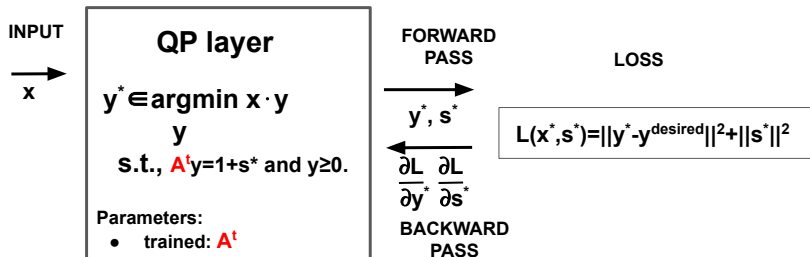 INPUT
x
QP layer
y* ∈ argmin x · y
y
s.t., Aᵗy=1+s* and y≥0.
Parameters:
● trained: Aᵗ
FORWARD
PASS
y*, s*
∂L ∂L
∂y* ∂s*
BACKWARD
PASS
LOSS
L(x*,s*)=||y*-y^desired||²+||s*||²